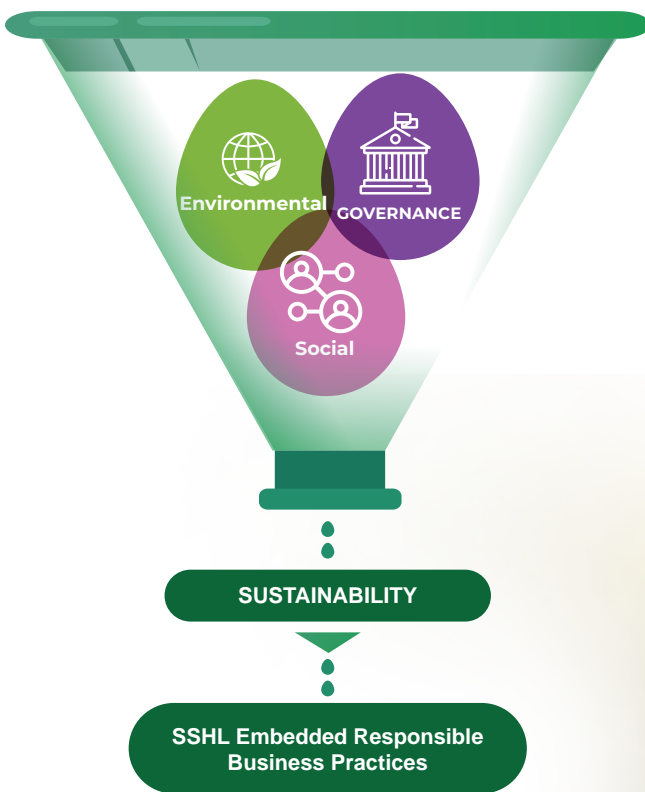 Environmental
GOVERNANCE
Social
SUSTAINABILITY
SSHL Embedded Responsible
Business Practices